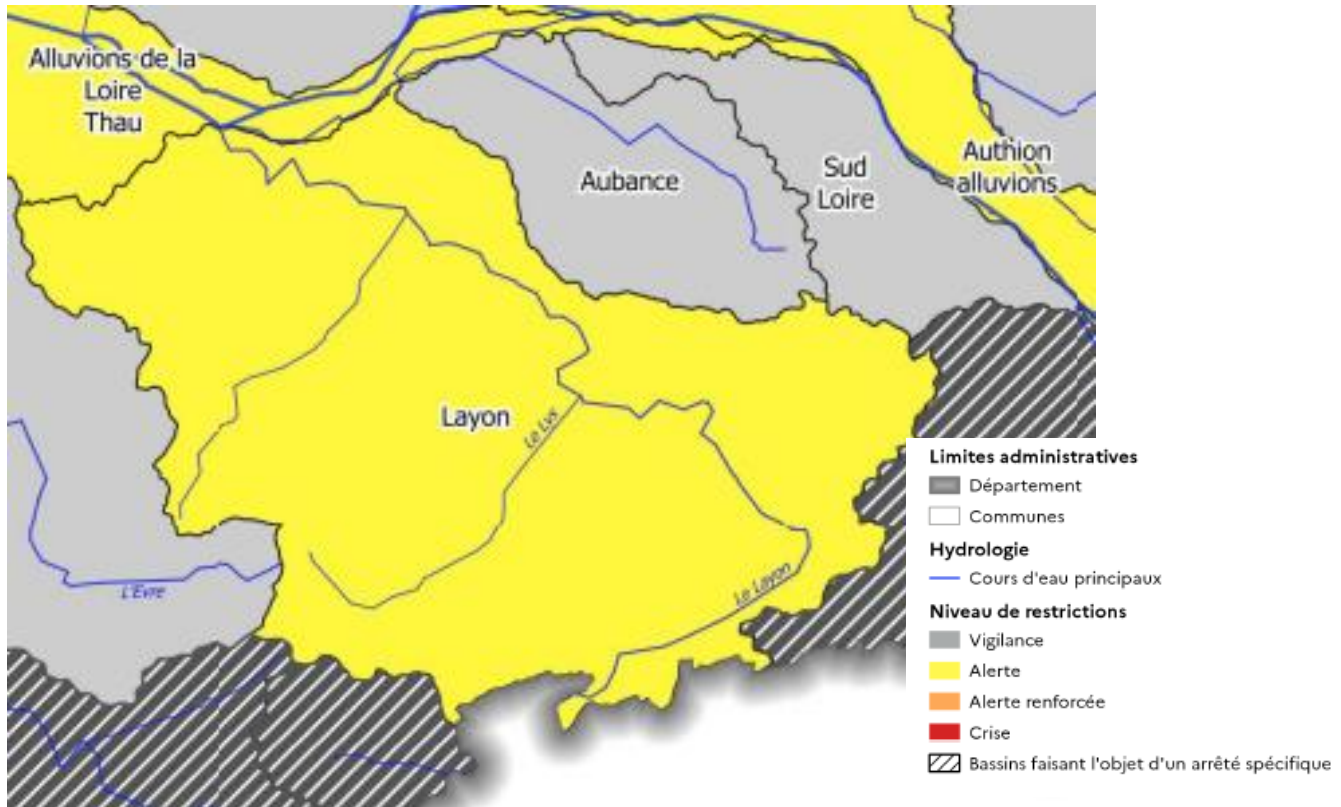 Alluvions de la
Loire
Thau
Aubance
Sud
Loire
Authion
alluvions
Layon
Le Lys
L'Evre
Le Layon
Limites administratives
Département
Communes
Hydrologie
Cours d'eau principaux
Niveau de restrictions
Vigilance
Alerte
Alerte renforcée
Crise
Bassins faisant l'objet d'un arrêté spécifique